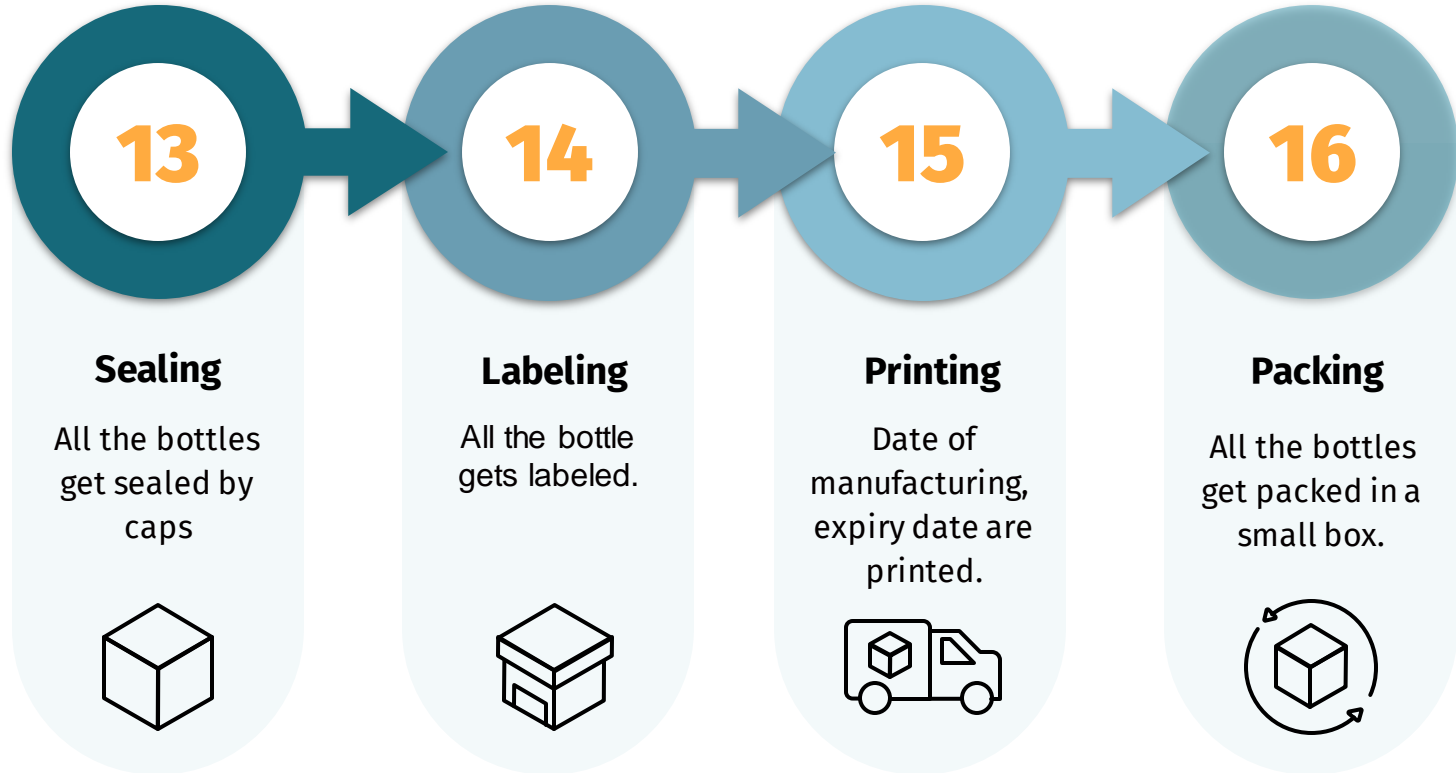 13
14
15
16
Sealing
All the bottles
get sealed by
caps
Labeling
All the bottle
gets labeled.
Printing
Date of
manufacturing,
expiry date are
printed.
Packing
All the bottles
get packed in a
small box.